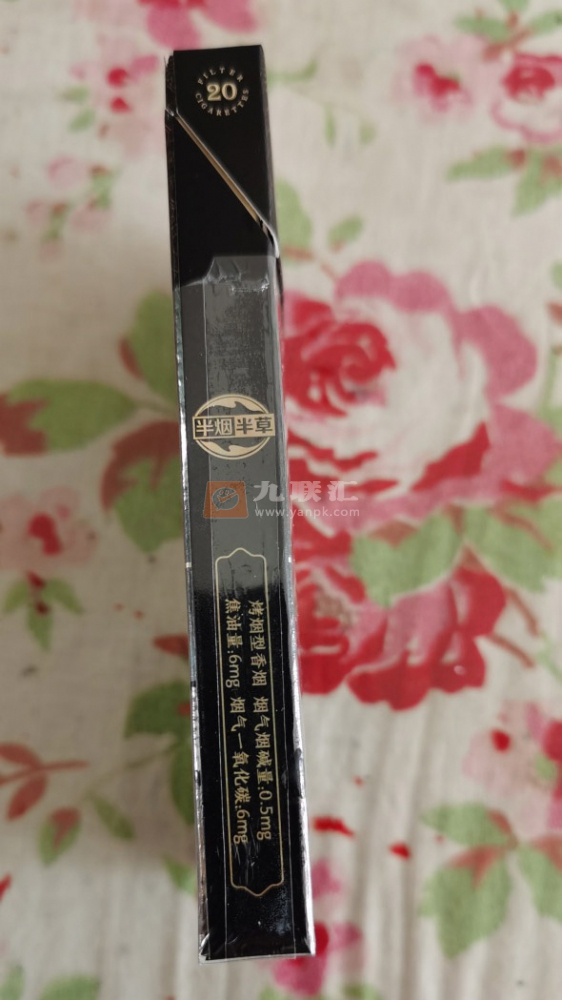 FILTER
20
CIGARETTES
半烟半草
九联汇
www.yanpk.com
烤烟型香烟 烟气烟碱量:0.5mg
焦油量:6mg 烟气一氧化碳:6mg